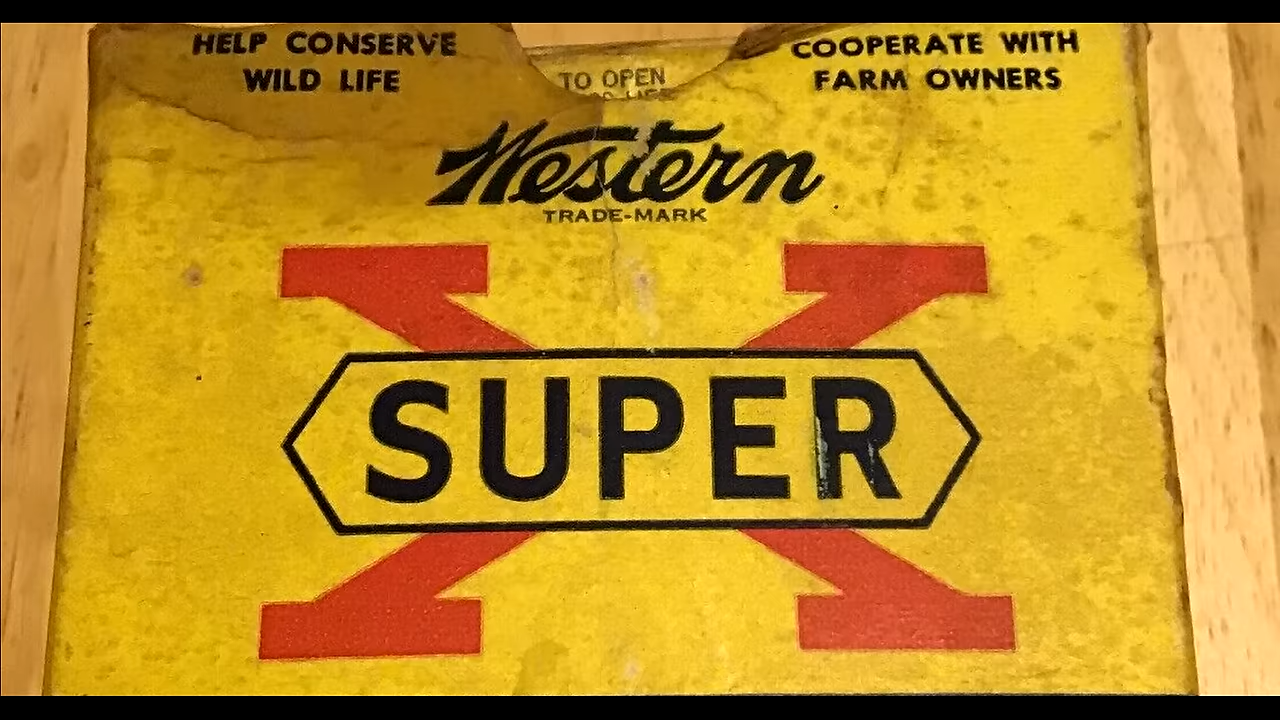 HELP CONSERVE
WILD LIFE
TO OPEN
COOPERATE WITH
FARM OWNERS
Western
TRADE-MARK
X
SUPER